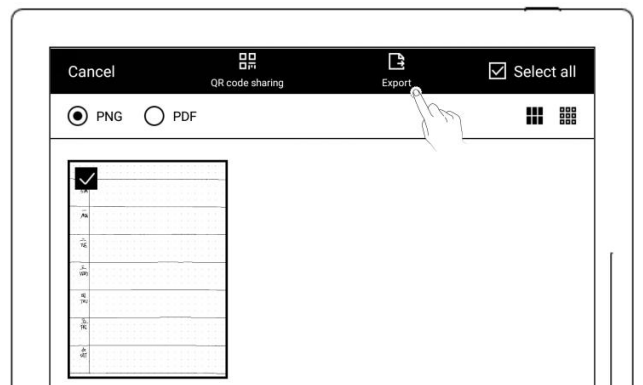 Cancel
QR code sharing
Export
Select all
PNG
PDF